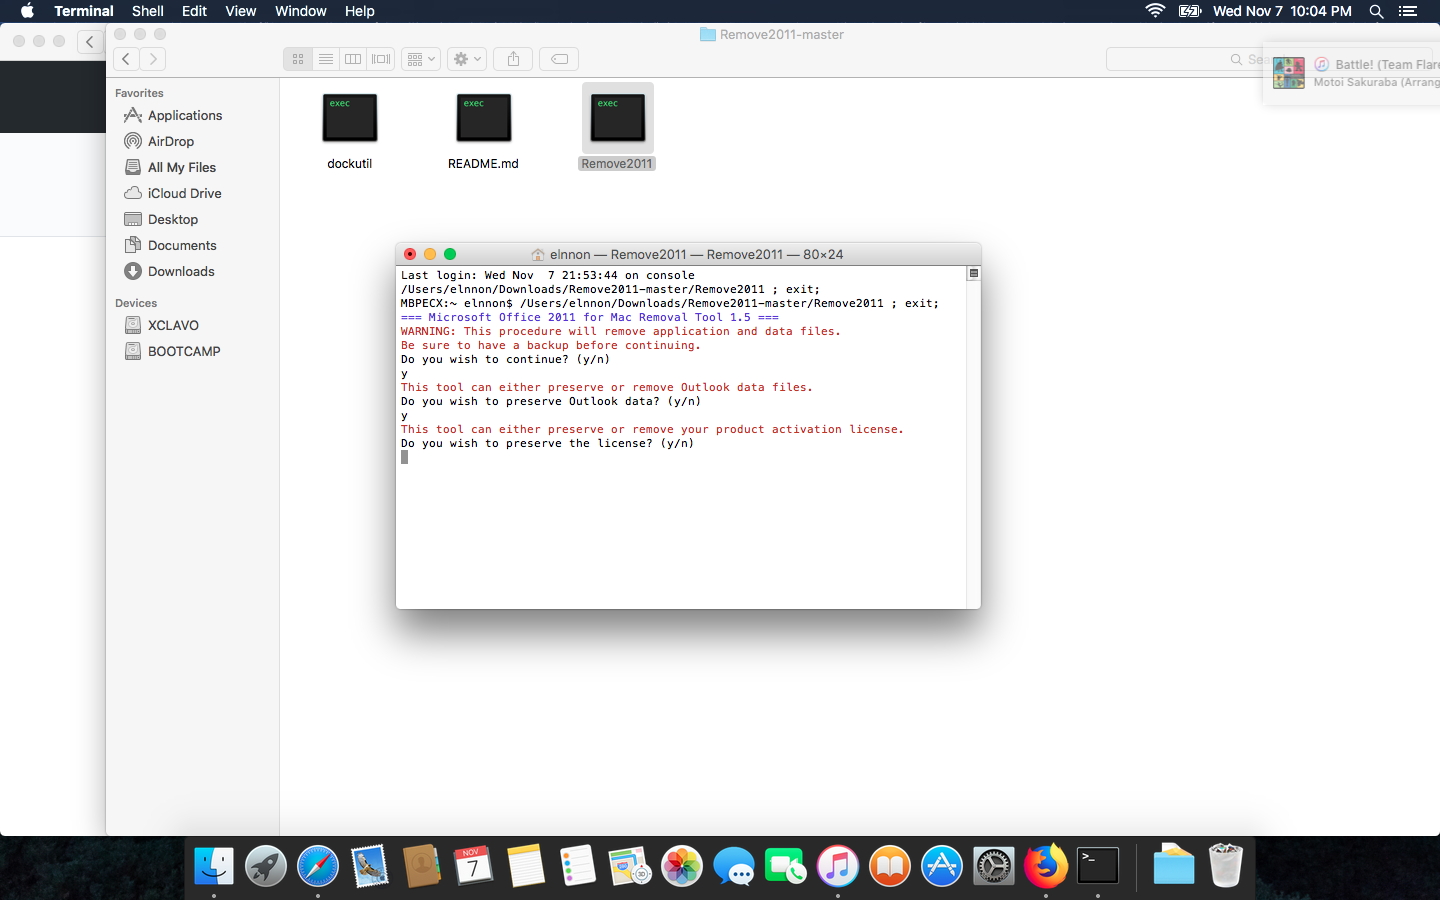 Terminal Shell Edit View Window Help
Wed Nov 7 10:04 PM
Remove2011-master
Battle! (Team Flare
Motoi Sakuraba (Arrang
Favorites
Applications
AirDrop
All My Files
iCloud Drive
Desktop
Documents
Downloads
Devices
XCLAVO
BOOTCAMP
exec
exec
exec
dockutil
README.md
Remove2011
elnnon — Remove2011 — Remove2011 — 80×24
Last login: Wed Nov  7 21:53:44 on console
/Users/elnnon/Downloads/Remove2011-master/Remove2011 ; exit;
MBPECX:~ elnnon$ /Users/elnnon/Downloads/Remove2011-master/Remove2011 ; exit;
=== Microsoft Office 2011 for Mac Removal Tool 1.5 ===
WARNING: This procedure will remove application and data files.
Be sure to have a backup before continuing.
Do you wish to continue? (y/n)
y
This tool can either preserve or remove Outlook data files.
Do you wish to preserve Outlook data? (y/n)
y
This tool can either preserve or remove your product activation license.
Do you wish to preserve the license? (y/n)
NOV
7
3D
>_